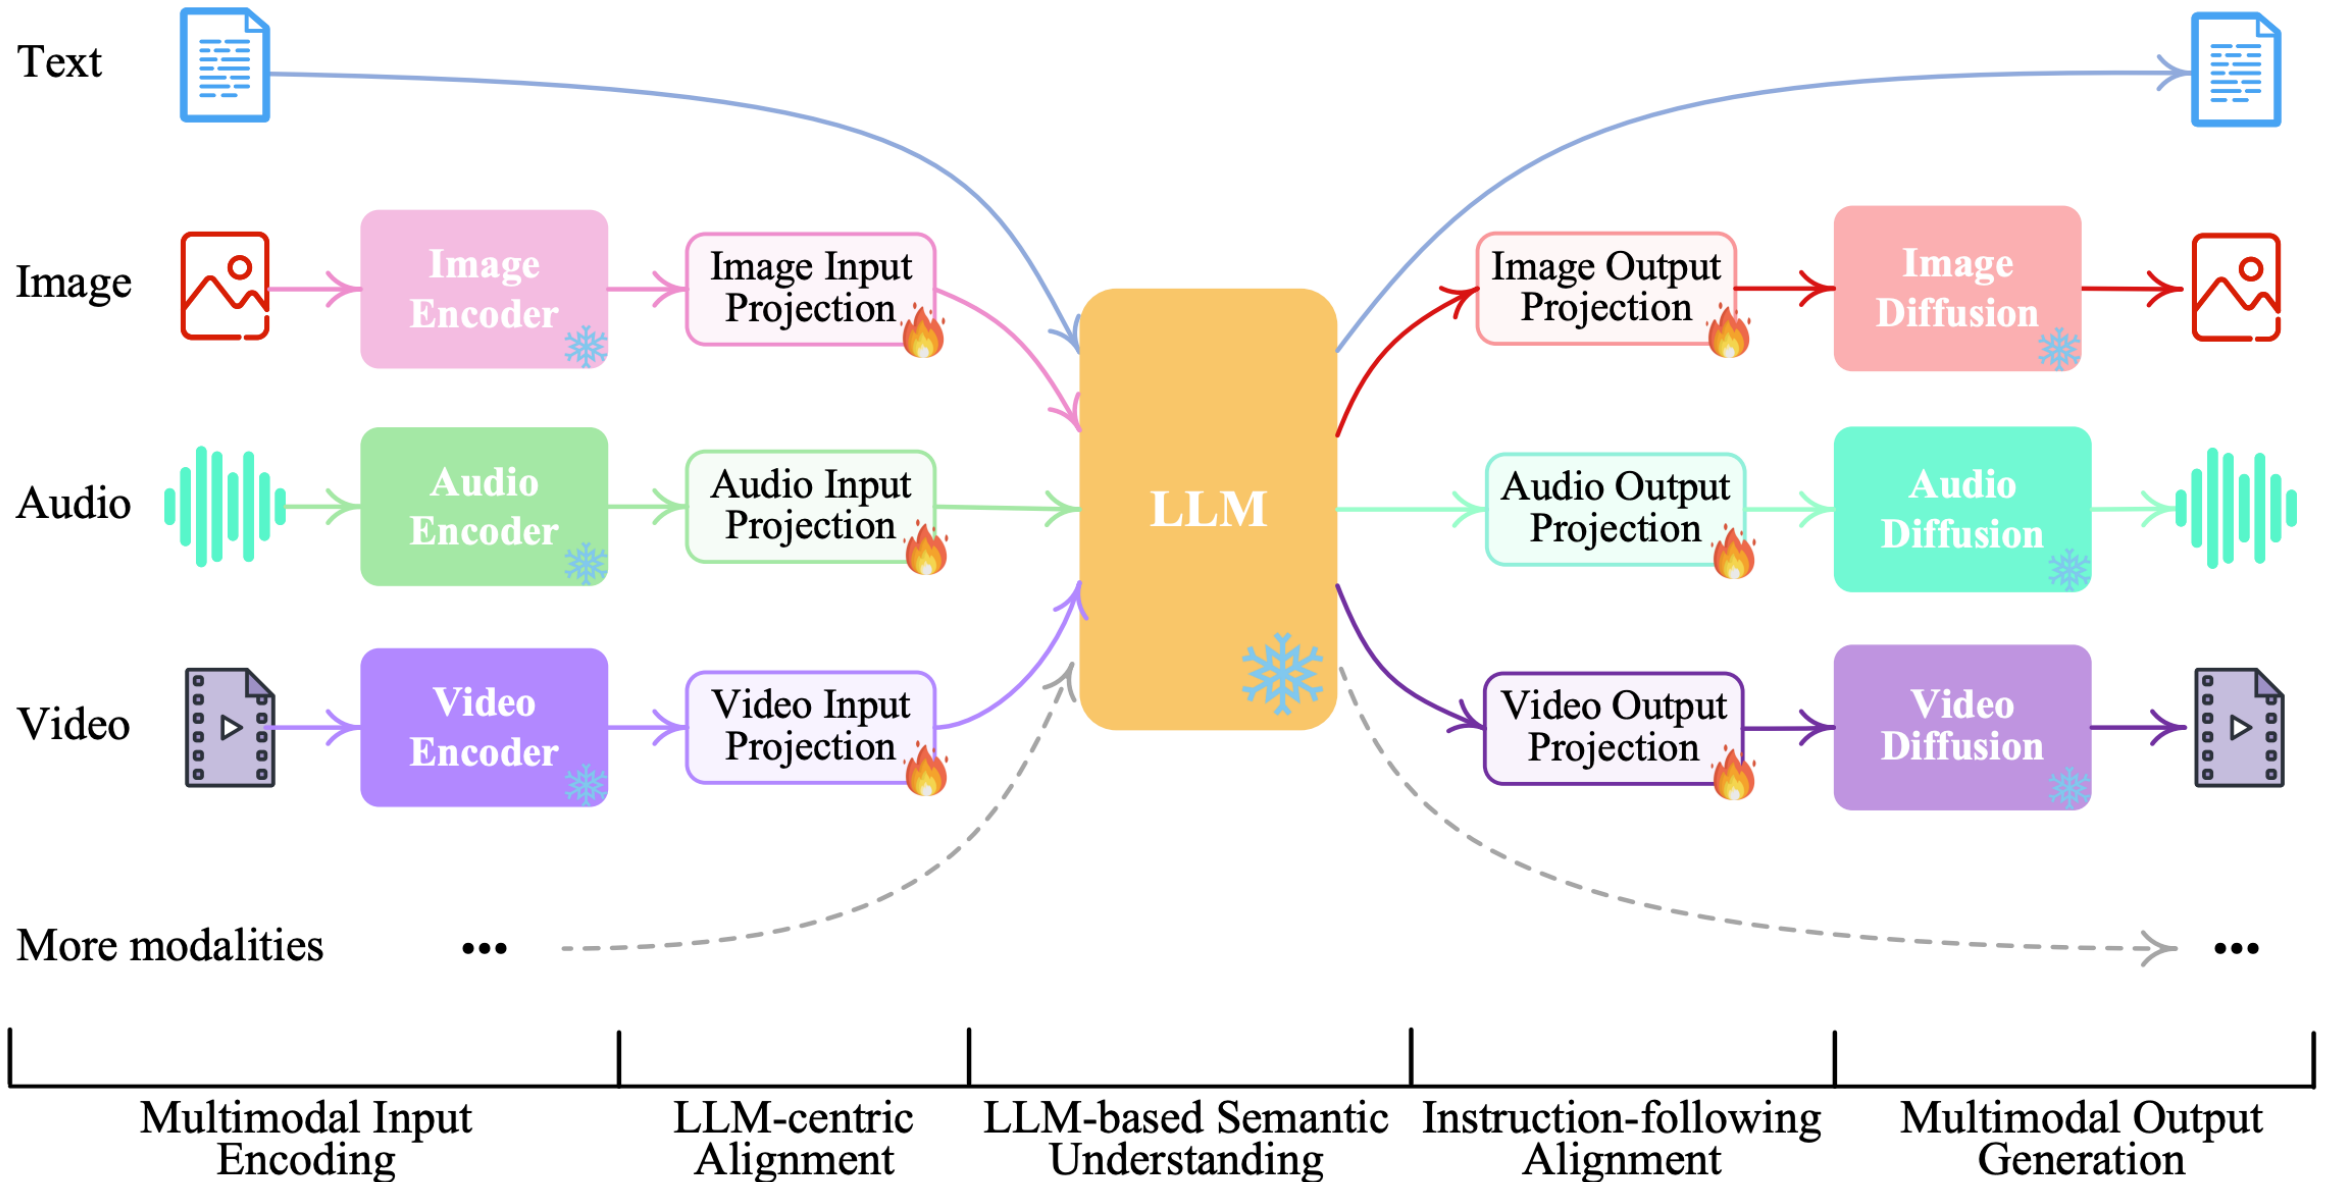 Text
Image
Image
Encoder
Image Input
Projection
Image Output
Projection
Image
Diffusion
Audio
Audio
Encoder
Audio Input
Projection
LLM
Audio Output
Projection
Audio
Diffusion
Video
Video
Encoder
Video Input
Projection
Video Output
Projection
Video
Diffusion
More modalities
...
...
Multimodal Input
Encoding
LLM-centric
Alignment
LLM-based Semantic
Understanding
Instruction-following
Alignment
Multimodal Output
Generation